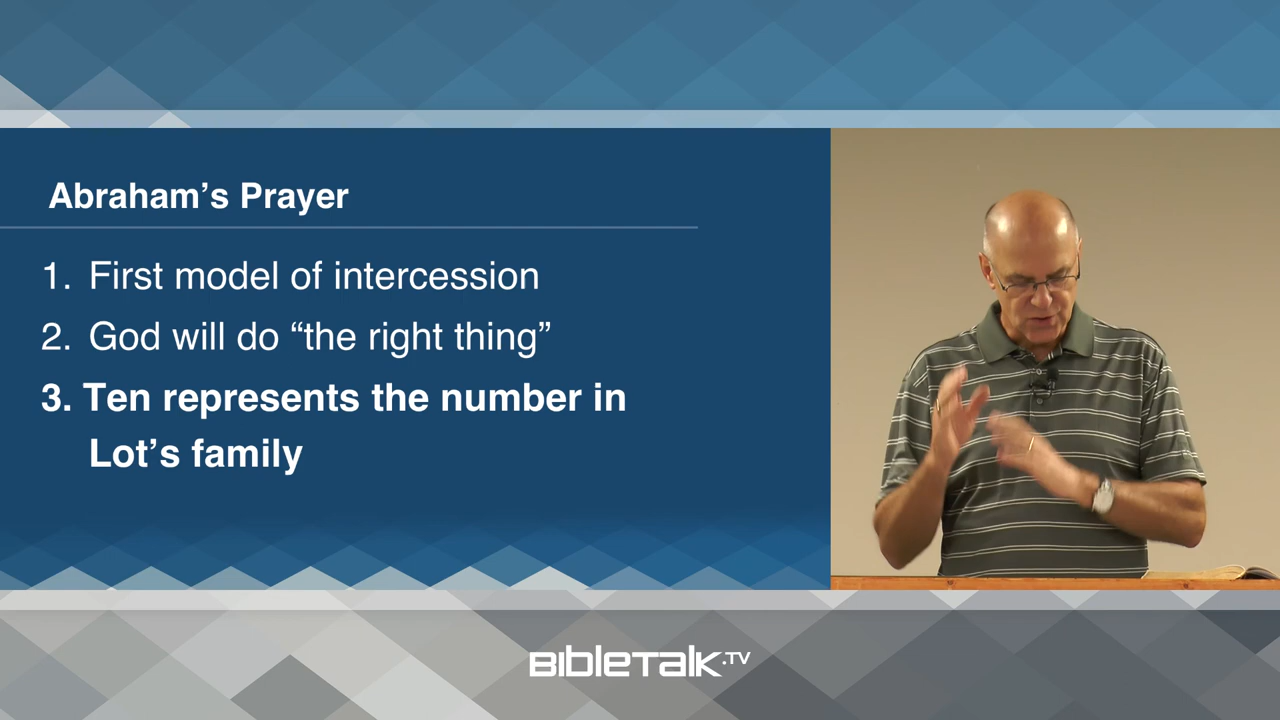 Abraham’s Prayer
1. First model of intercession
2. God will do “the right thing”
3. Ten represents the number in
Lot’s family
BIBLETALK.TV